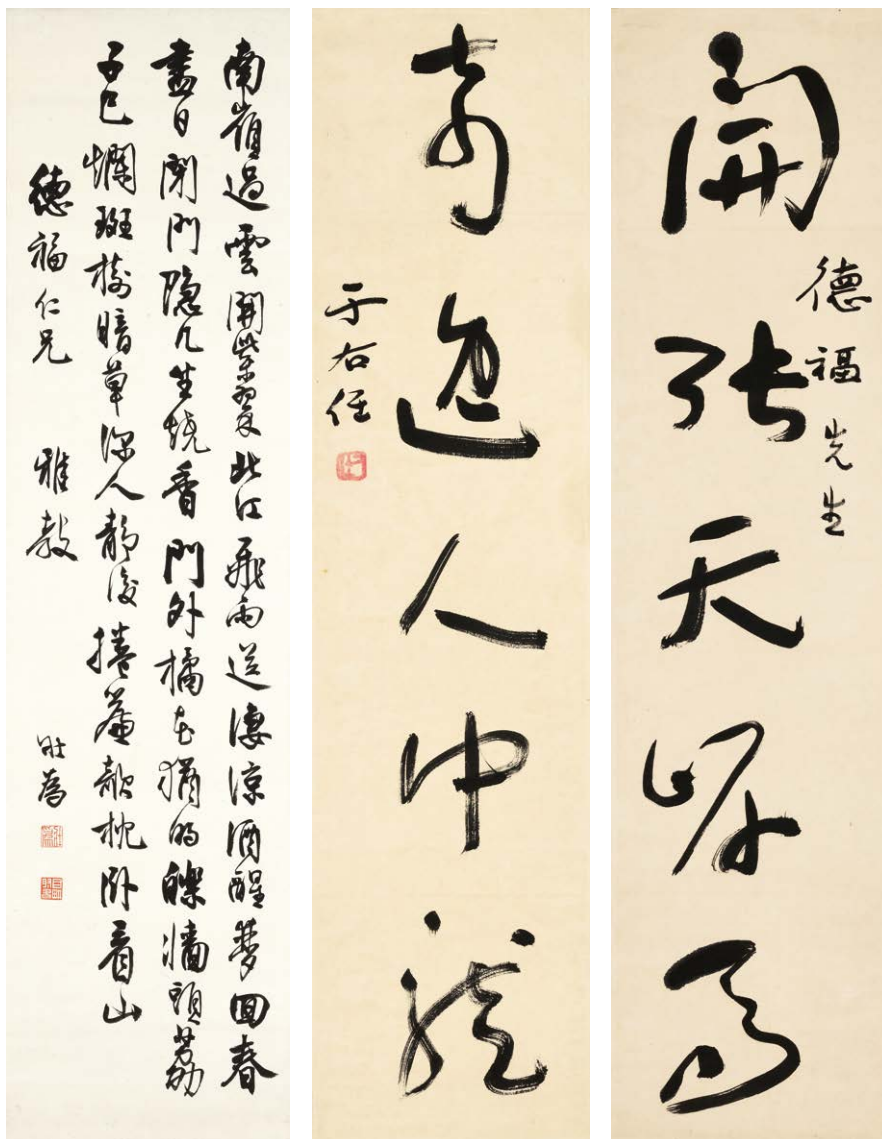 開張天岸馬
德福先生
奇逸人中龍
于右任
南嶺過雲開紫翠北江飛雨送淒涼酒醒夢回春
盡日閉門隱几坐燒香門外橘花猶的皪牆頭荔
子已爛斑樹暗草深人靜處捲簾欹枕臥看山
德福仁兄 雅教 壯為